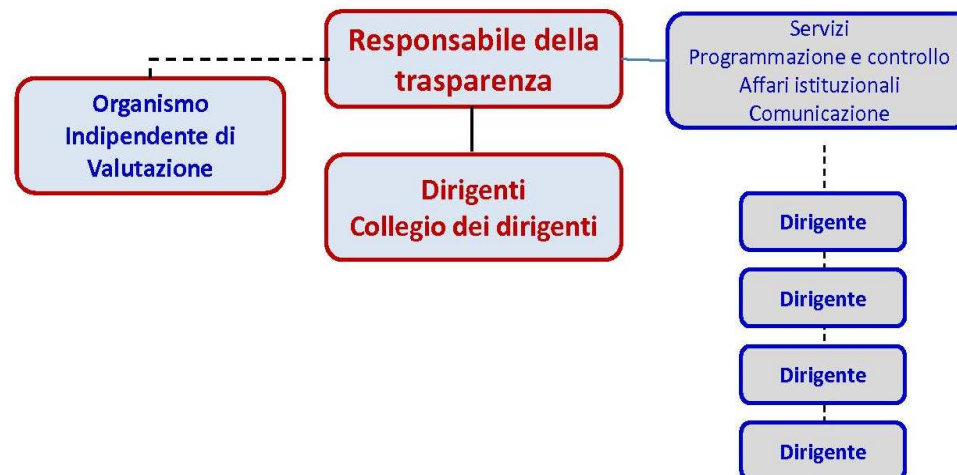 Responsabile della
trasparenza
Servizi
Programmazione e controllo
Affari istituzionali
Comunicazione
Organismo
Indipendente di
Valutazione
Dirigenti
Collegio dei dirigenti
Dirigente
Dirigente
Dirigente
Dirigente